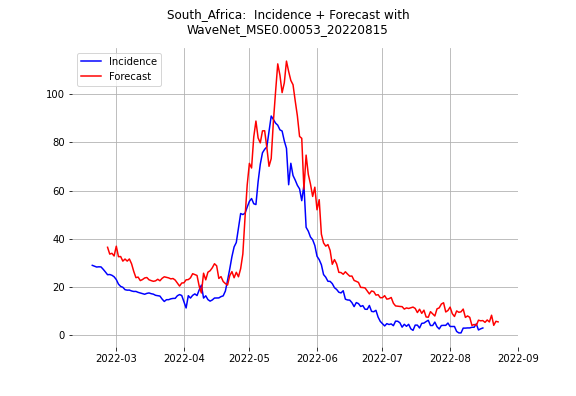 South_Africa:  Incidence + Forecast with
WaveNet_MSE0.00053_20220815
Incidence
Forecast
100
80
60
40
20
0
2022-03 2022-04 2022-05 2022-06 2022-07 2022-08 2022-09